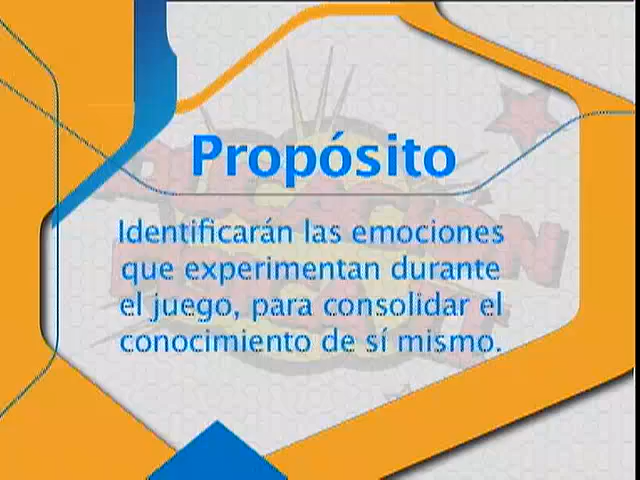 Propósito
Identificarán las emociones
que experimentan durante
el juego, para consolidar el
conocimiento de sí mismo.